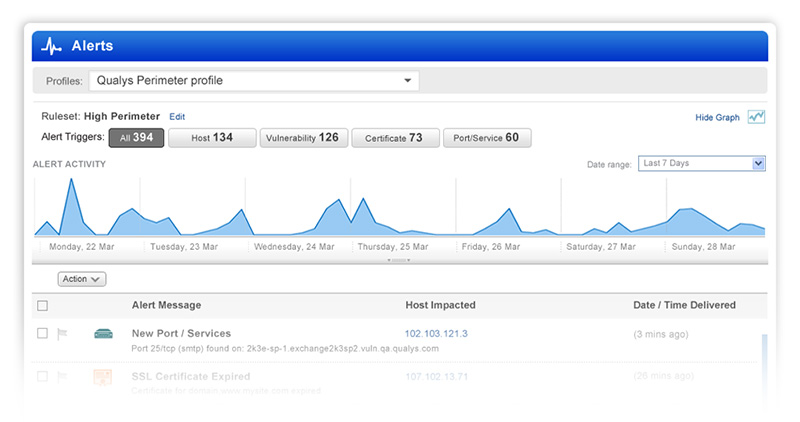 Alerts
Profiles: Qualys Perimeter profile
Ruleset: High Perimeter Edit
Hide Graph
Alert Triggers: All 394 Host 134 Vulnerability 126 Certificate 73 Port/Service 60
ALERT ACTIVITY
Date range: Last 7 Days
Monday, 22 Mar Tuesday, 23 Mar Wednesday, 24 Mar Thursday, 25 Mar Friday, 26 Mar Saturday, 27 Mar Sunday, 28 Mar
Action
Alert Message Host Impacted Date / Time Delivered
New Port / Services 102.103.121.3 (3 mins ago)
Port 25/tcp (smtp) found on: 2k3e-sp-1.exchange2k3sp2.vuln.qa.qualys.com
SSL Certificate Expired 107.102.13.71 (26 mins ago)
Certificate for